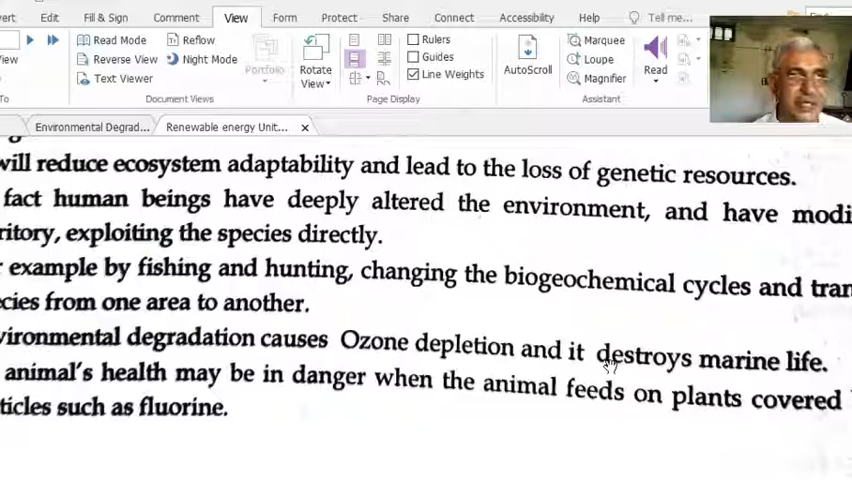 Edit Fill & Sign Comment View Form Protect Share Connect Accessibility Help Tell me...
Read Mode Reflow
Reverse View Night Mode
Text Viewer
Document Views
Portfolio
Rotate
View
Rulers
Guides
Line Weights
Page Display
AutoScroll
Marquee
Loupe
Magnifier
Assistant
Read
Environmental Degrad... Renewable energy Unit... ×
will reduce ecosystem adaptability and lead to the loss of genetic resources.
fact human beings have deeply altered the environment, and have modi
ritory, exploiting the species directly.
r example by fishing and hunting, changing the biogeochemical cycles and tran
cies from one area to another.
vironmental degradation causes Ozone depletion and it destroys marine life.
animal's health may be in danger when the animal feeds on plants covered
ticles such as fluorine.